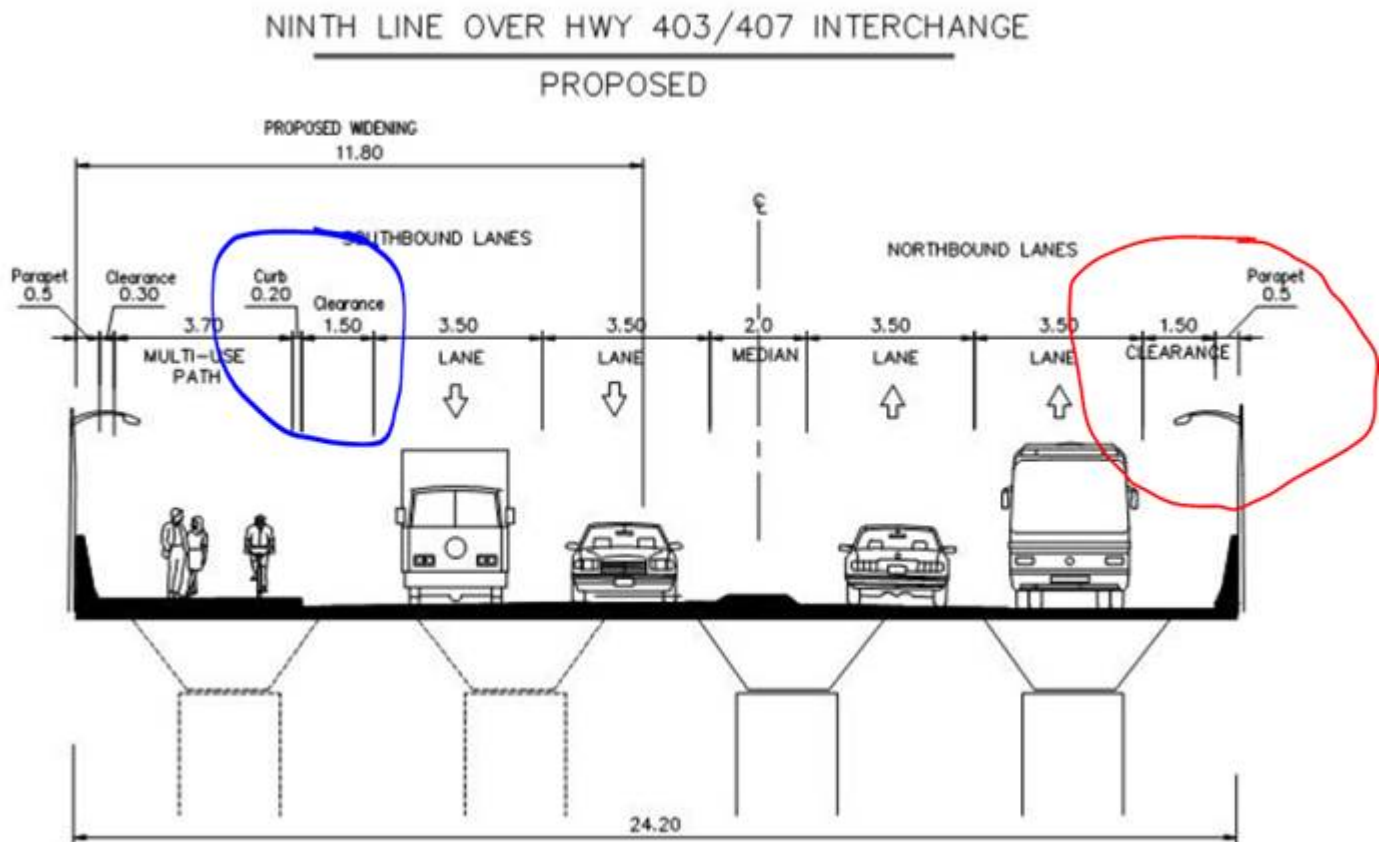 NINTH LINE OVER HWY 403/407 INTERCHANGE
PROPOSED
PROPOSED WIDENING
11.80
SOUTHBOUND LANES
NORTHBOUND LANES
Parapet
0.5
Clearance
0.30
Curb
0.20
Clearance
Parapet
0.5
3.70 1.50 3.50 3.50 2.0 3.50 3.50 1.50
MULTI-USE
PATH
LANE LANE MEDIAN LANE LANE CLEARANCE
24.20